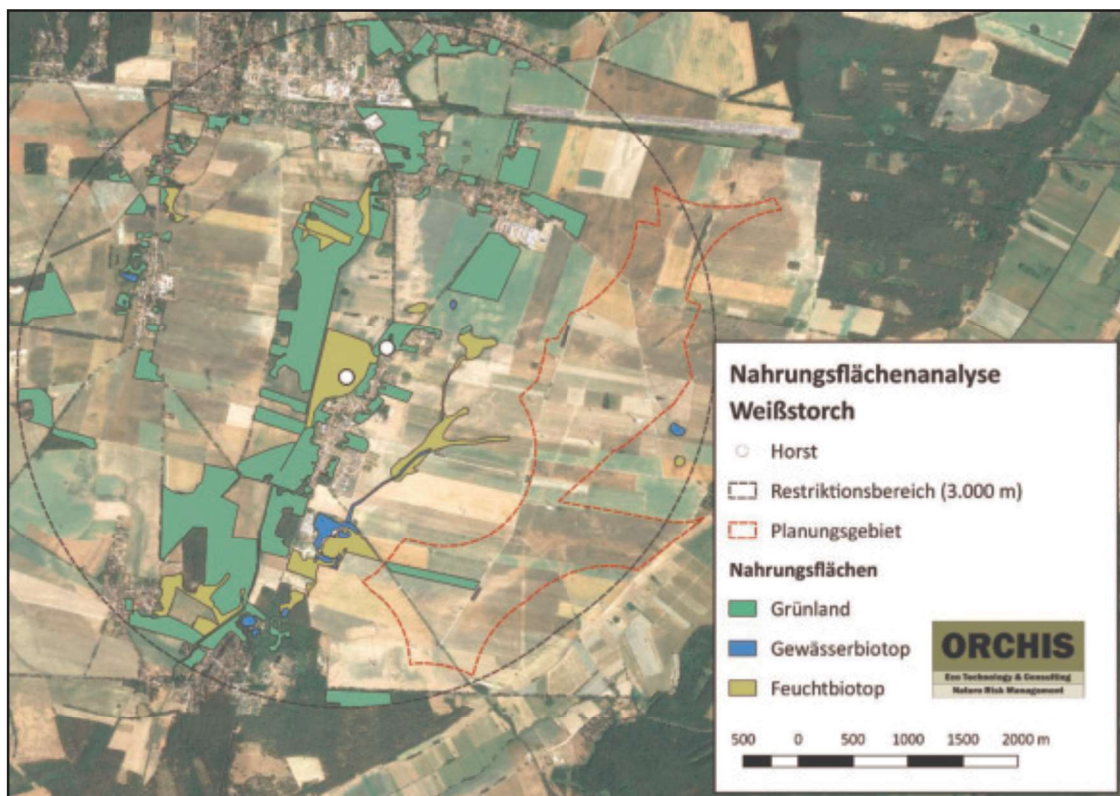 Nahrungsflächenanalyse
Weißstorch
Horst
Restriktionsbereich (3.000 m)
Planungsgebiet
Nahrungsflächen
Grünland
Gewässerbiotop
Feuchtbiotop
ORCHIS
Eco Technology & Consulting
Nature Risk Management
500 0 500 1000 1500 2000 m